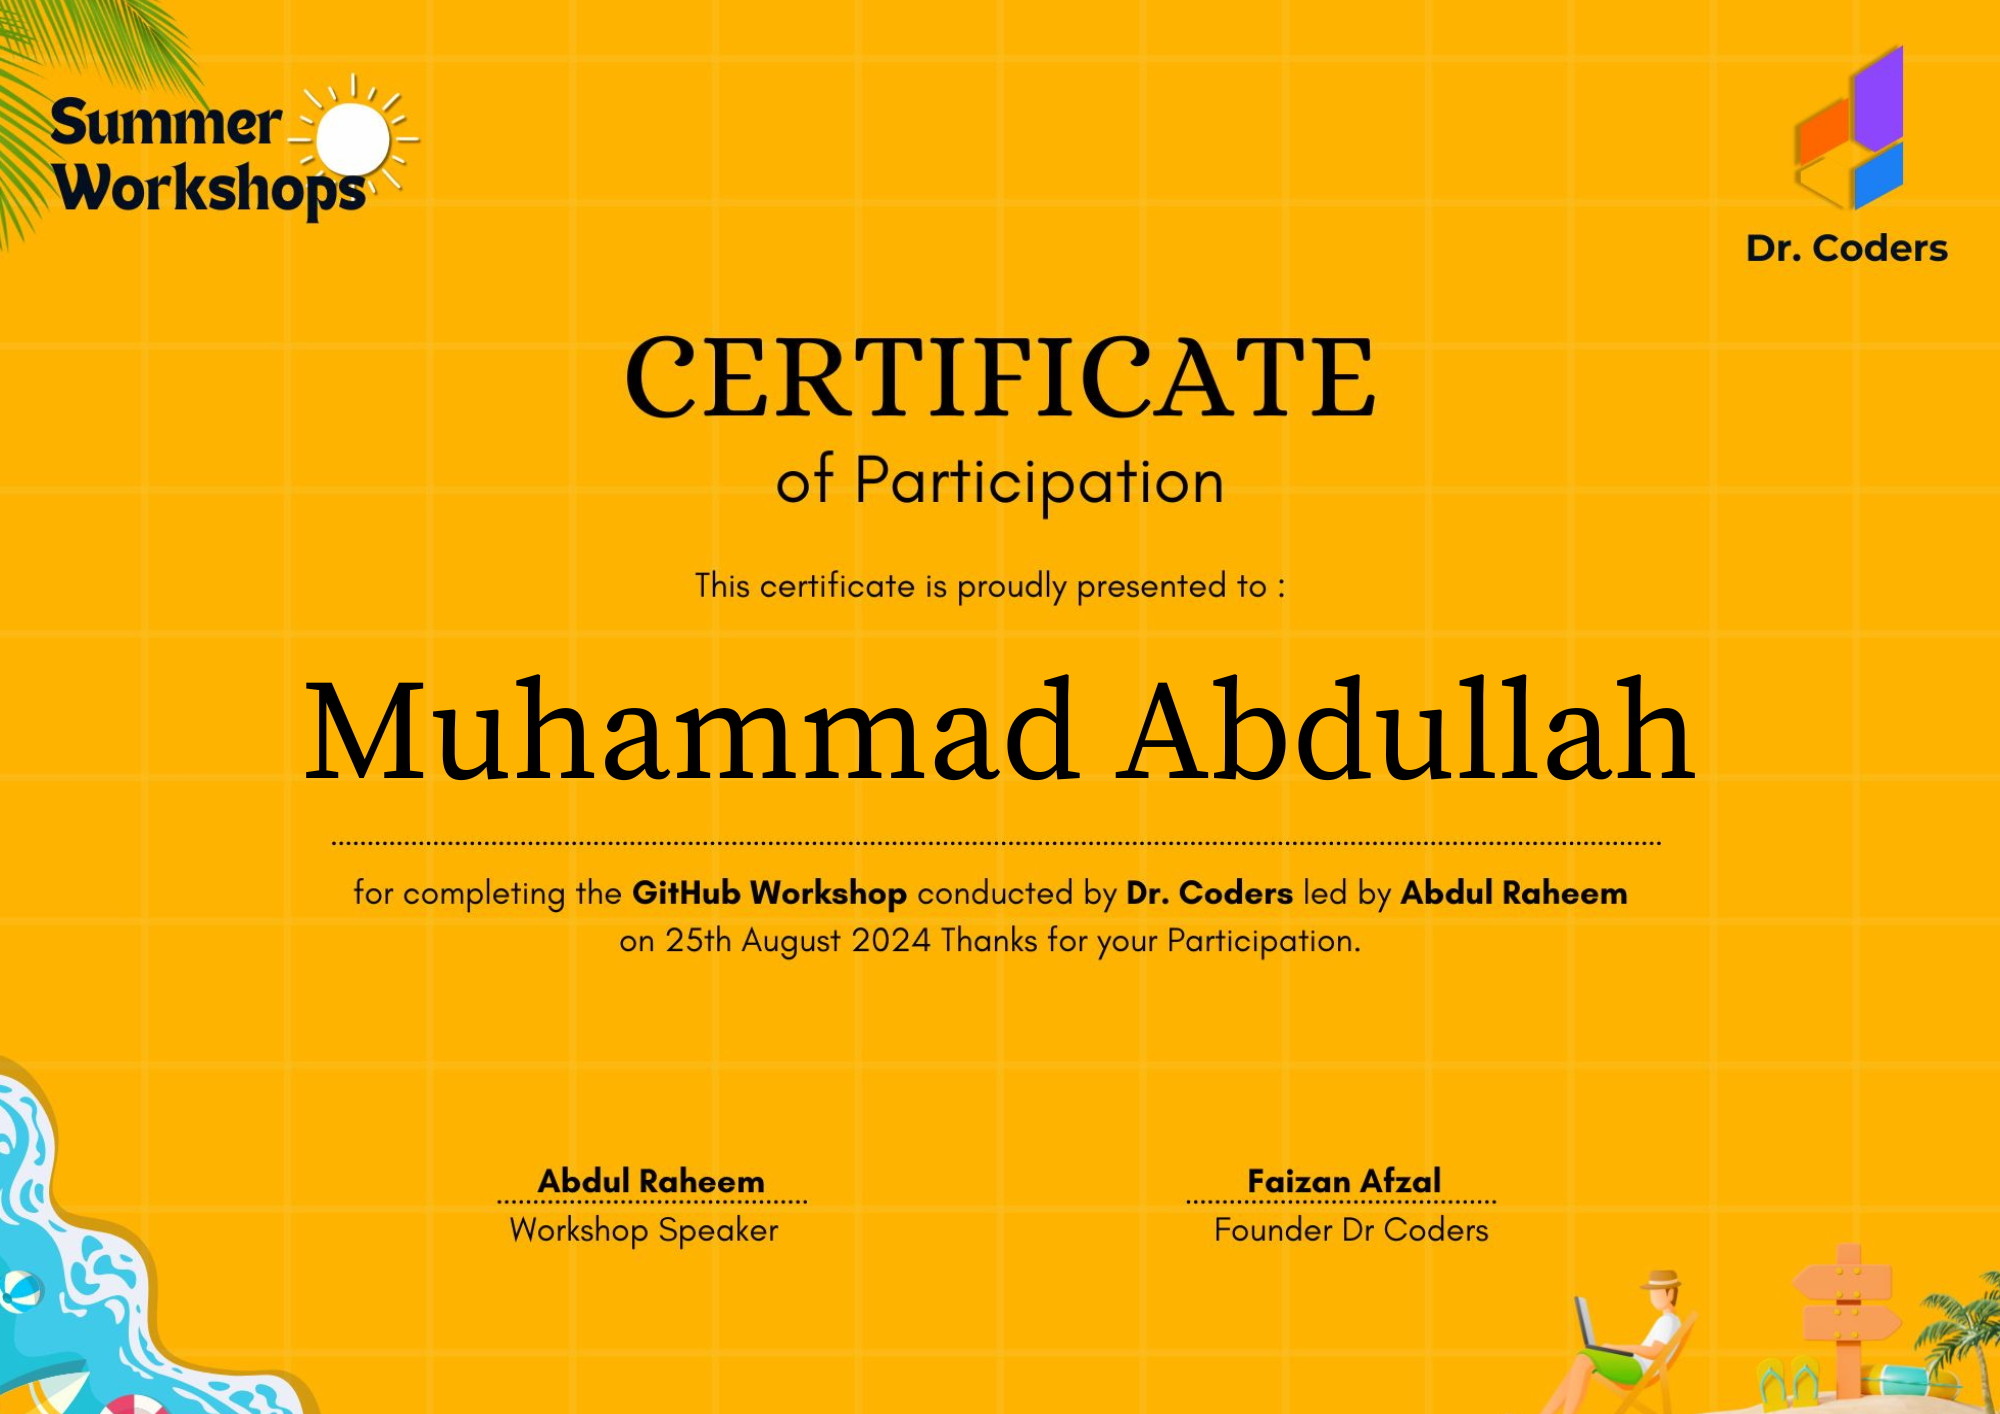 Summer
Workshops
Dr. Coders
CERTIFICATE
of Participation
This certificate is proudly presented to :
Muhammad Abdullah
for completing the GitHub Workshop conducted by Dr. Coders led by Abdul Raheem
on 25th August 2024 Thanks for your Participation.
Abdul Raheem
Workshop Speaker
Faizan Afzal
Founder Dr Coders